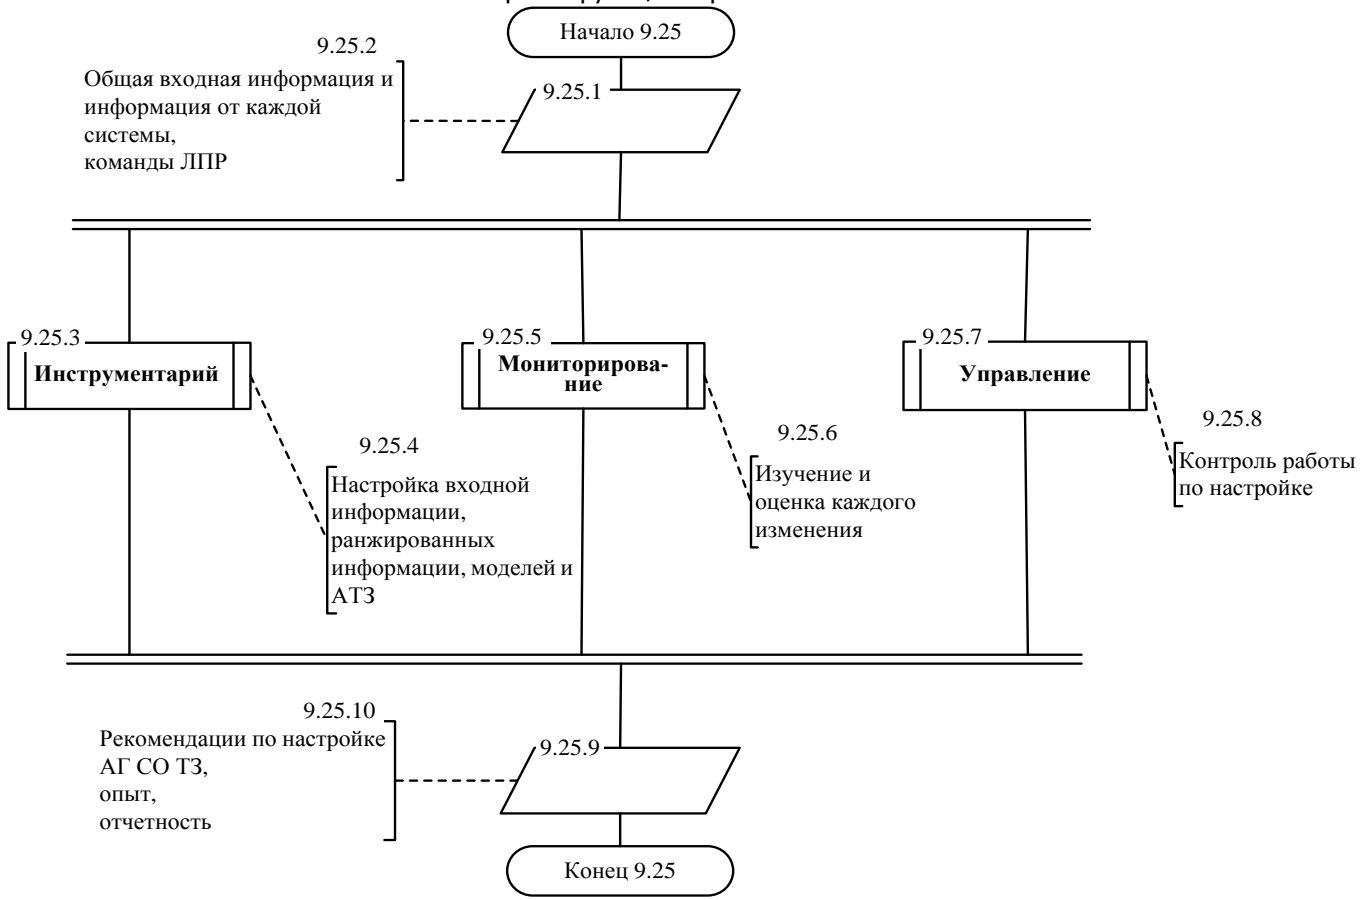 Начало 9.25
9.25.2
Общая входная информация и
информация от каждой
системы,
команды ЛПР
9.25.1
9.25.3
Инструментарий
9.25.5
Мониторирова-
ние
9.25.7
Управление
9.25.4
Настройка входной
информации,
ранжированных
информации, моделей и
АТЗ
9.25.6
Изучение и
оценка каждого
изменения
9.25.8
Контроль работы
по настройке
9.25.10
Рекомендации по настройке
АГ СО ТЗ,
опыт,
отчетность
9.25.9
Конец 9.25